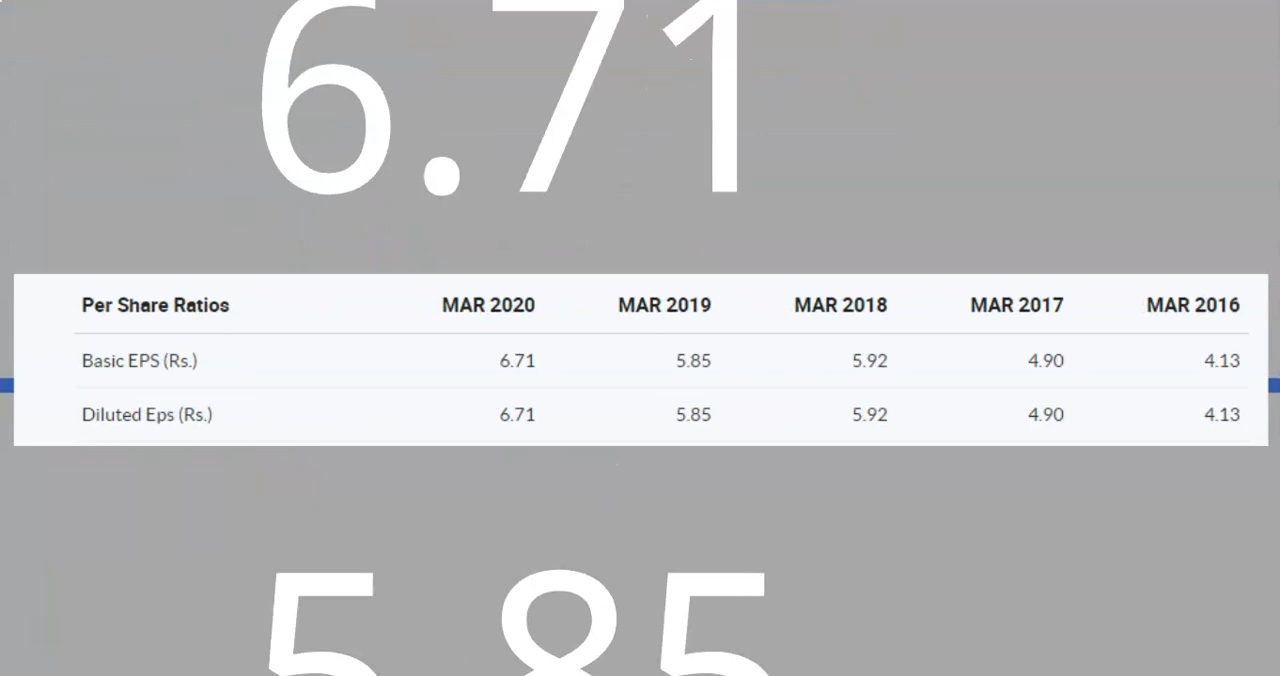 6.71
Per Share Ratios MAR 2020 MAR 2019 MAR 2018 MAR 2017 MAR 2016
Basic EPS (Rs.) 6.71 5.85 5.92 4.90 4.13
Diluted Eps (Rs.) 6.71 5.85 5.92 4.90 4.13
5.85